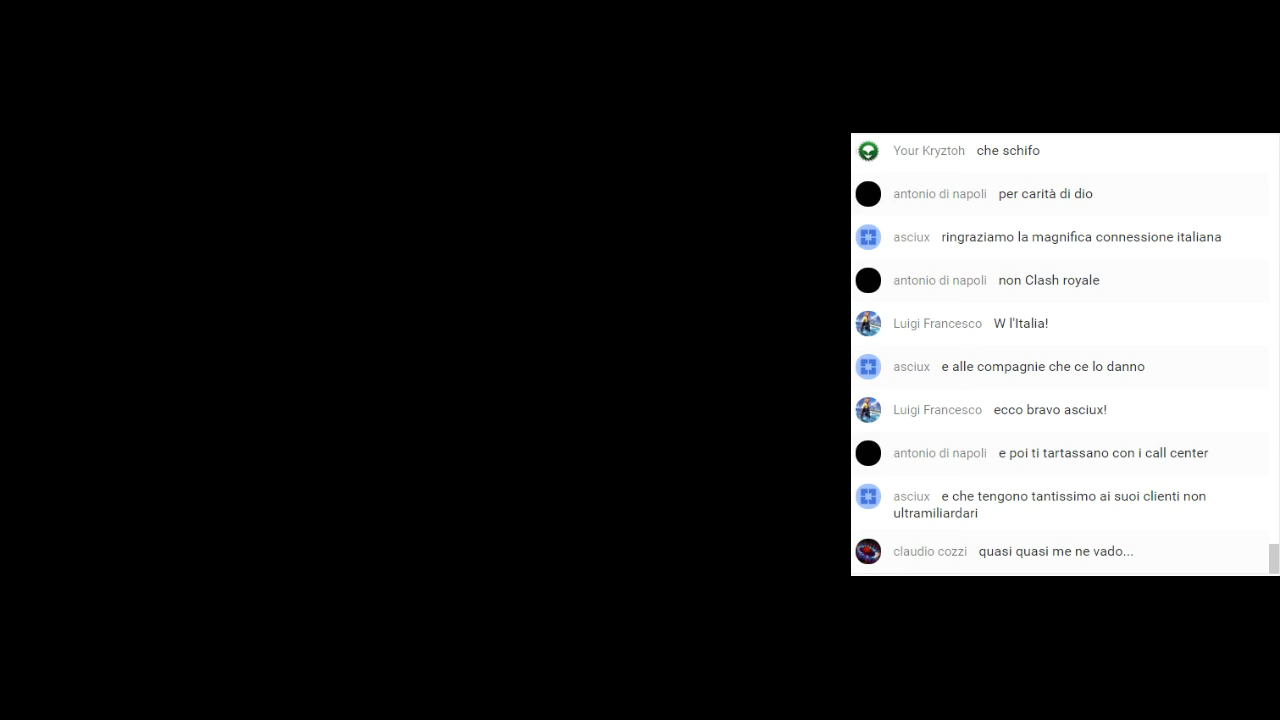 Your Kryztoh che schifo
antonio di napoli per carità di dio
asciux ringraziamo la magnifica connessione italiana
antonio di napoli non Clash royale
Luigi Francesco W l'Italia!
asciux e alle compagnie che ce lo danno
Luigi Francesco ecco bravo asciux!
antonio di napoli e poi ti tartassano con i call center
asciux e che tengono tantissimo ai suoi clienti non
ultramiliardari
claudio cozzi quasi quasi me ne vado...